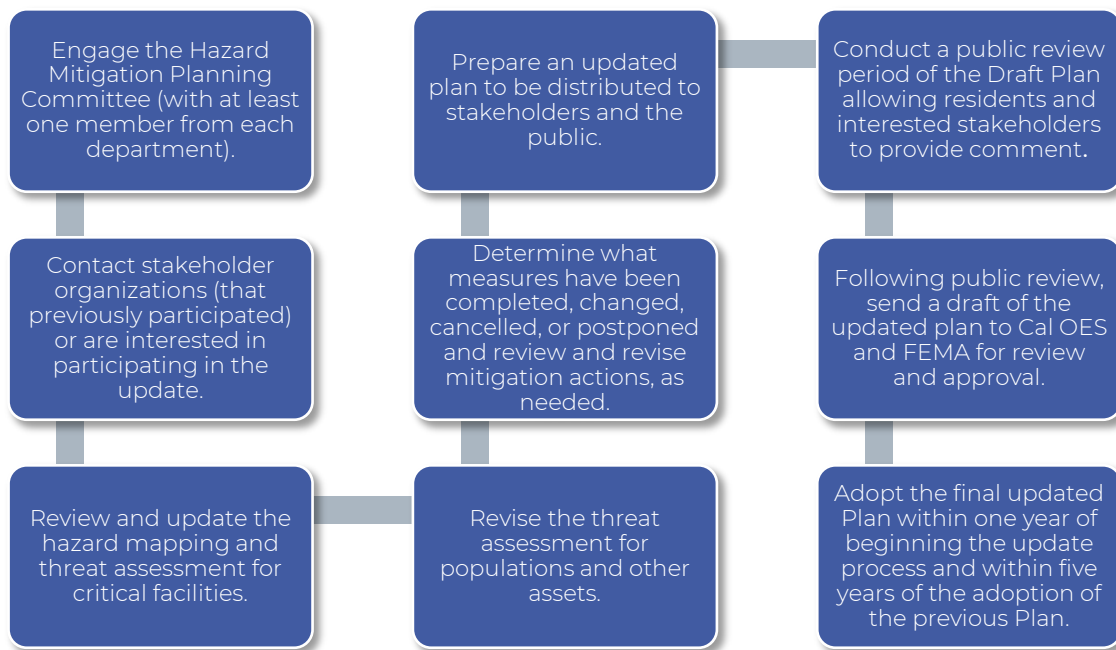 Engage the Hazard
Mitigation Planning
Committee (with at least
one member from each
department).
Contact stakeholder
organizations (that
previously participated)
or are interested in
participating in the
update.
Review and update the
hazard mapping and
threat assessment for
critical facilities.
Revise the threat
assessment for
populations and other
assets.
Determine what
measures have been
completed, changed,
cancelled, or postponed
and review and revise
mitigation actions, as
needed.
Prepare an updated
plan to be distributed to
stakeholders and the
public.
Conduct a public review
period of the Draft Plan
allowing residents and
interested stakeholders
to provide comment.
Following public review,
send a draft of the
updated plan to Cal OES
and FEMA for review
and approval.
Adopt the final updated
Plan within one year of
beginning the update
process and within five
years of the adoption of
the previous Plan.